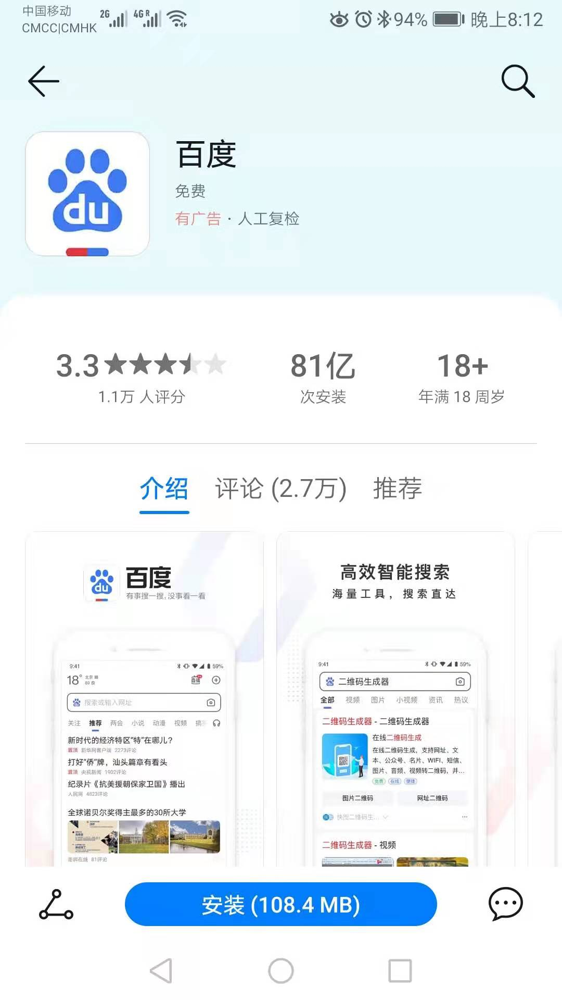 中国移动
CMCC|CMHK
2G
4G R
94%
晚上8:12
百度
du
免费
有广告 · 人工复检
3.3
81亿
18+
1.1万 人评分
次安装
年满 18 周岁
介绍
评论 (2.7万)
推荐
du
百度
有事搜一搜,没事看一看
9:41
59%
18°
北京 晴
89 良
直播
du
搜索或输入网址
关注
推荐
两会
小说
动漫
视频
新时代的经济特区“特”在哪儿?
置顶 新华网客户端 2273评论
打好“侨”牌，汕头篇章有看头
置顶 央视新闻 1902评论
纪录片《抗美援朝保家卫国》播出
人民网 4823评论
全球诺贝尔奖得主最多的30所大学
澎湃在线 81评论
高效智能搜索
海量工具，搜索直达
9:41
59%
二维码生成器
全部
视频
图片
小视频
资讯
热议
二维码生成器 - 二维码生成器
在线二维码生成
在线二维码生成，支持网址、文
本、公众号、名片、WIFI、短信、
图片、音频、视频转二维码，并...
免费
在线
便捷
图片二维码
网址二维码
快图二维码生...
二维码生成器 - 视频
安装 (108.4 MB)